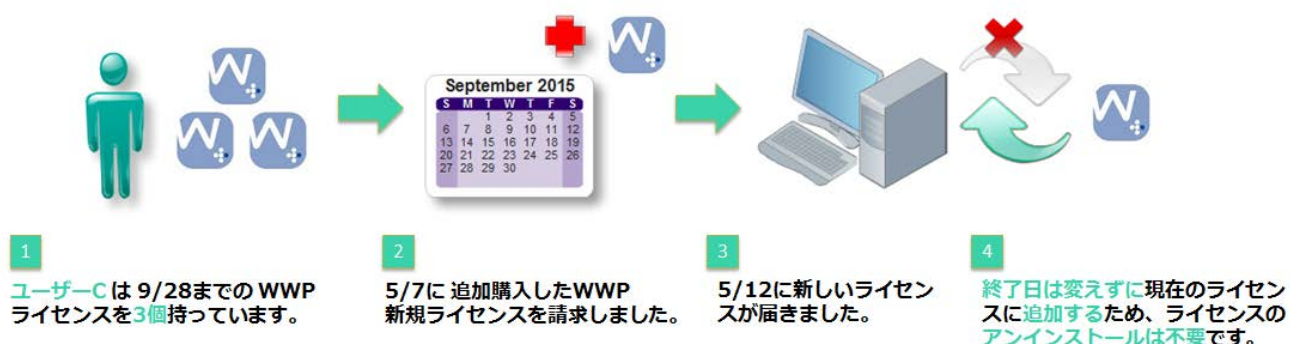 September 2015
S M T W T F S
1 2 3 4 5
6 7 8 9 10 11 12
13 14 15 16 17 18 19
20 21 22 23 24 25 26
27 28 29 30
W
W
W
W
W
1
ユーザーC は 9/28までの WWP
ライセンスを3個持っています。
2
5/7に 追加購入したWWP
新規ライセンスを請求しました。
3
5/12に新しいライセン
スが届きました。
4
終了日は変えずに現在のライセン
スに追加するため、ライセンスの
アンインストールは不要です。